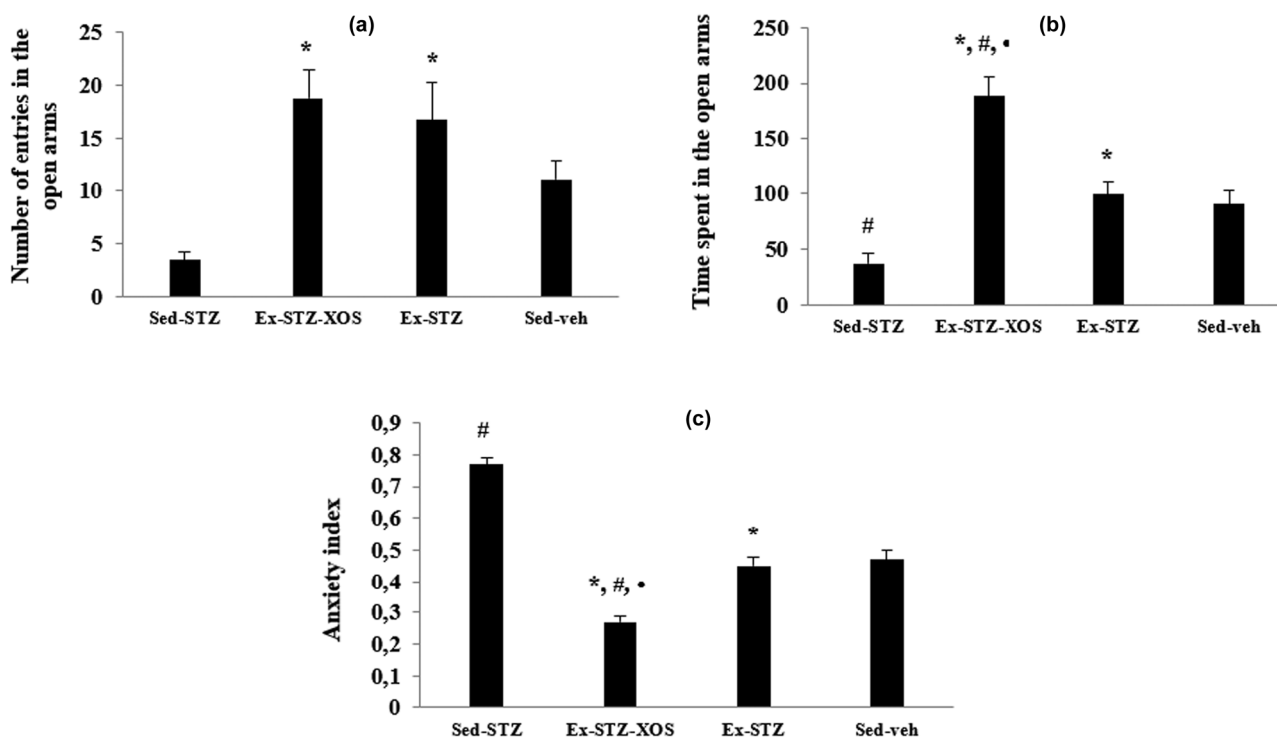 (a)
Number of entries in the
open arms
25
20
15
10
5
0
*
*
Sed-STZ Ex-STZ-XOS Ex-STZ Sed-veh
(b)
Time spent in the open arms
250
200
150
100
50
0
#
*, #, •
*
Sed-STZ Ex-STZ-XOS Ex-STZ Sed-veh
(c)
Anxiety index
0,9
0,8
0,7
0,6
0,5
0,4
0,3
0,2
0,1
0
#
*, #, •
*
Sed-STZ Ex-STZ-XOS Ex-STZ Sed-veh